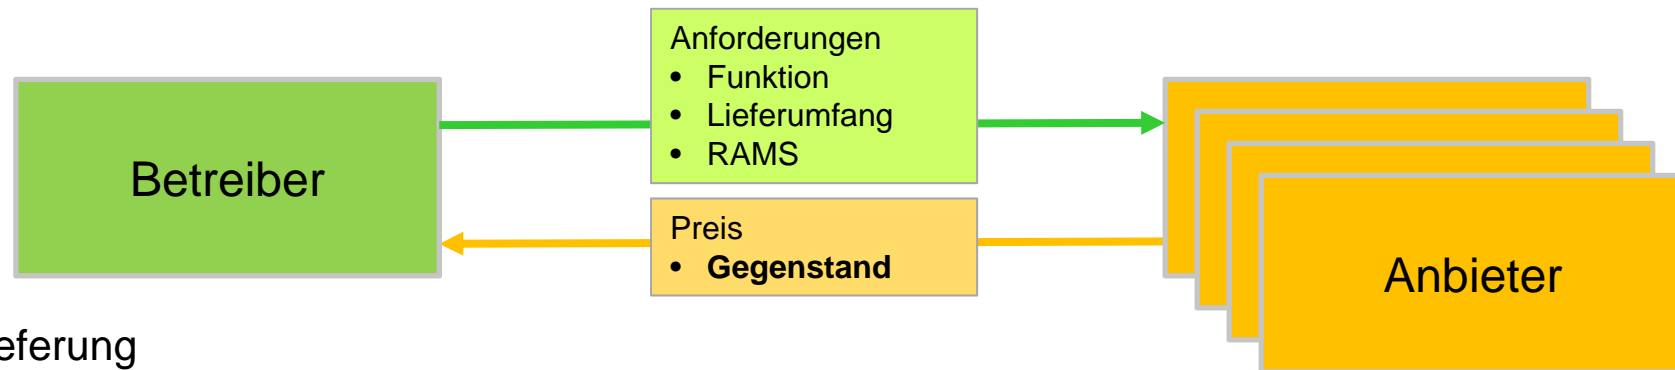 Anforderungen
• Funktion
• Lieferumfang
• RAMS
Betreiber
Preis
• Gegenstand
Anbieter
eferung